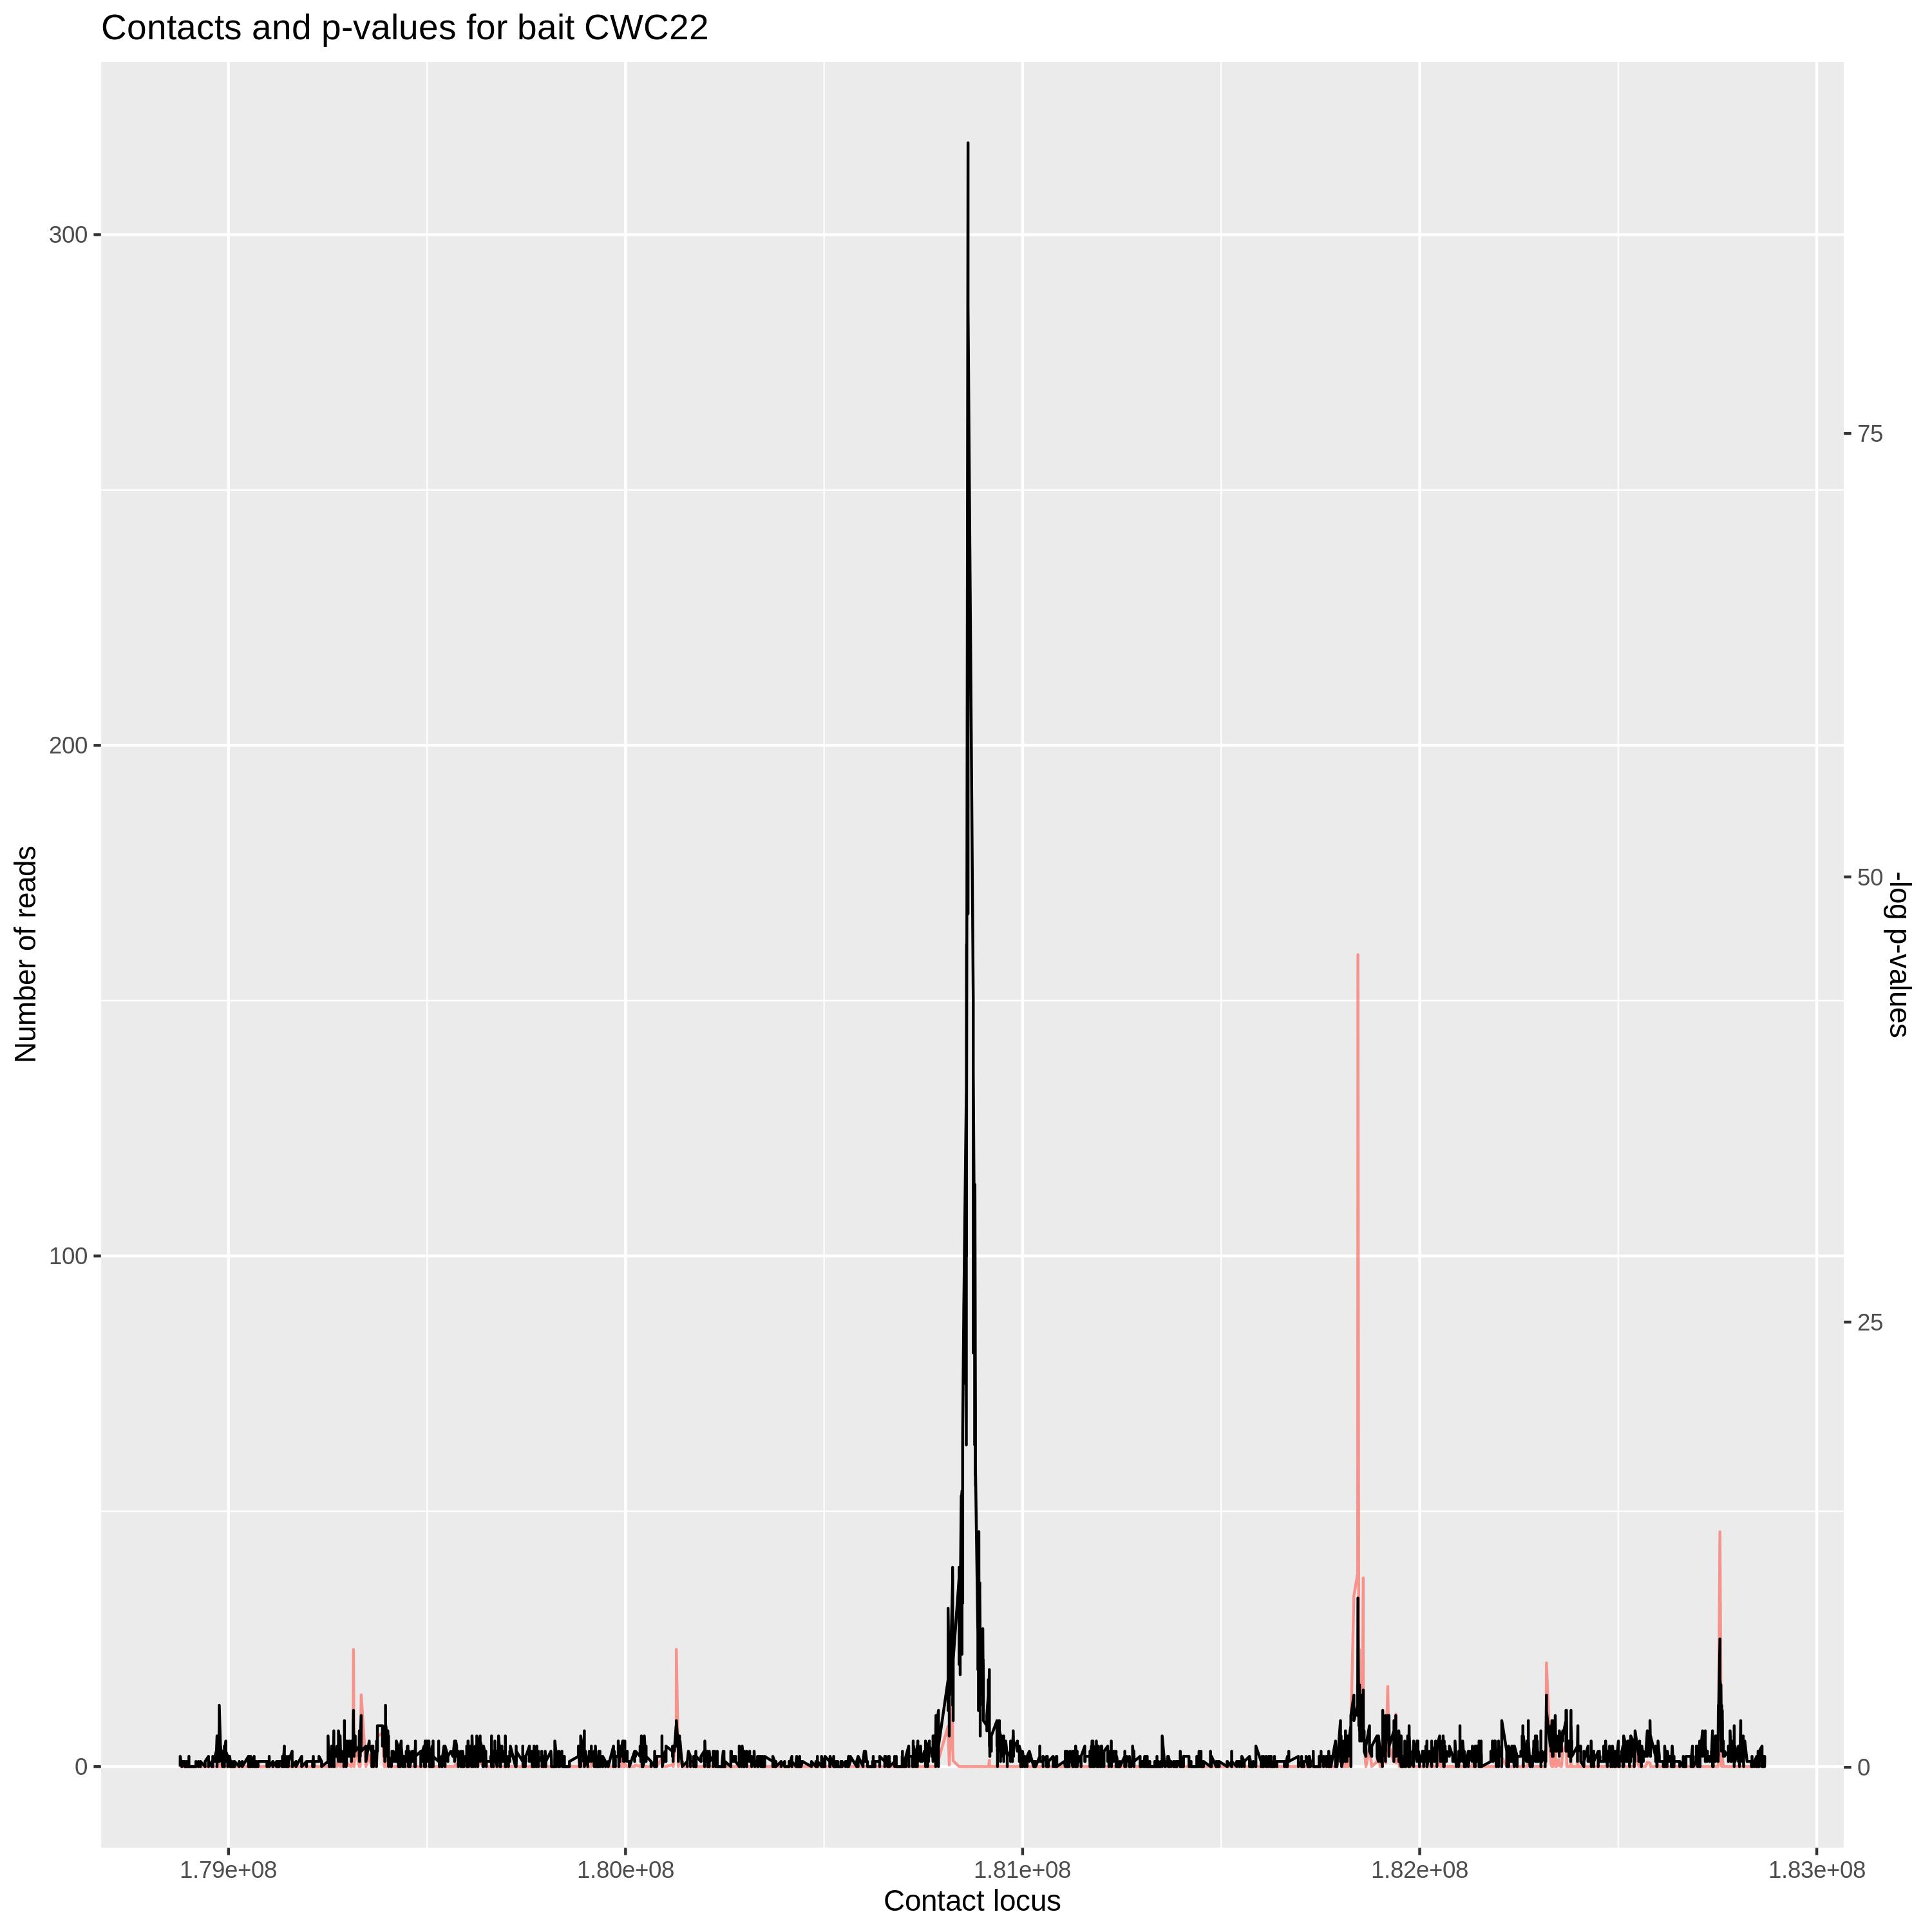 Contacts and p-values for bait CWC22
300
200
100
0
Number of reads
75
50
25
0
-log p-values
1.79e+08
1.80e+08
1.81e+08
1.82e+08
1.83e+08
Contact locus